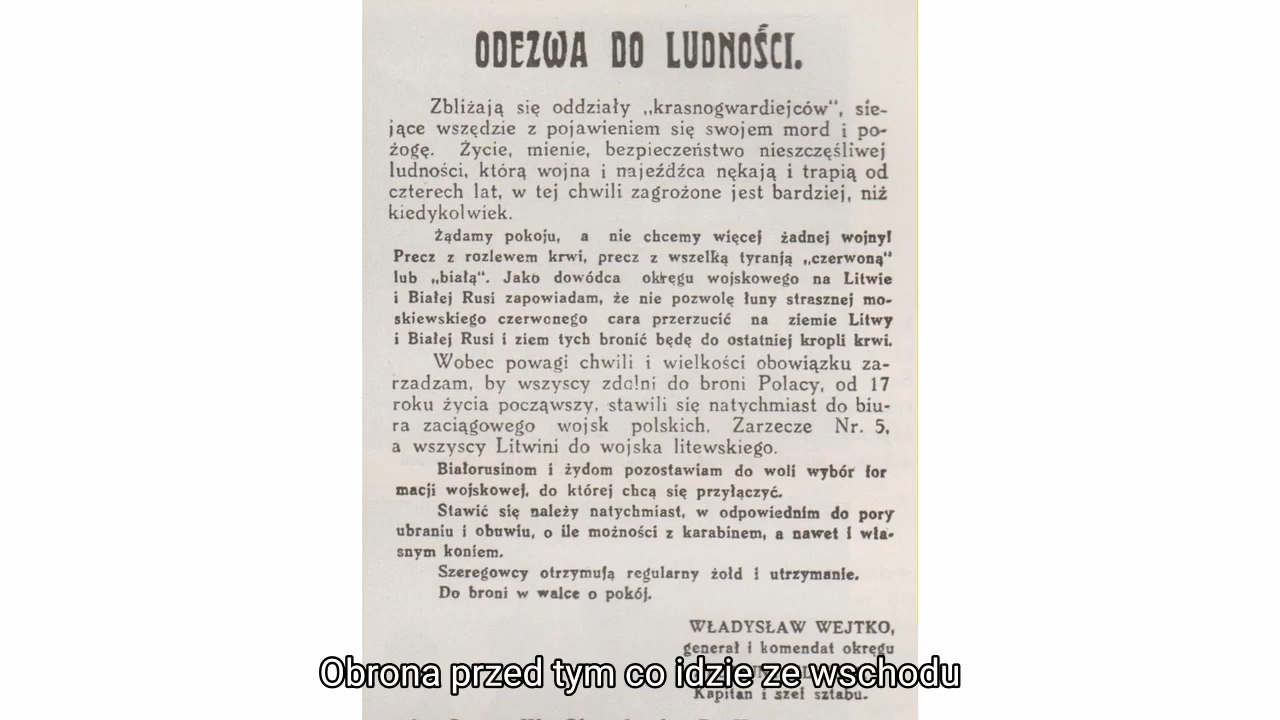 ODEZWA DO LUDNOŚCI.
Zbliżają się oddziały „krasnogwardiejców“, sie-
jące wszędzie z pojawieniem się swojem mord i po-
żogę. Życie, mienie, bezpieczeństwo nieszczęśliwej
ludności, którą wojna i najeźdźca nękają i trapią od
czterech lat, w tej chwili zagrożone jest bardziej, niż
kiedykolwiek.
Żądamy pokoju, a nie chcemy więcej żadnej wojny!
Precz z rozlewem krwi, precz z wszelką tyranją „czerwoną“
lub „białą“. Jako dowódca okręgu wojskowego na Litwie
i Białej Rusi zapowiadam, że nie pozwolę łuny strasznej mo-
skiewskiego czerwonego cara przerzucić na ziemie Litwy
i Białej Rusi i ziem tych bronić będę do ostatniej kropli krwi.
Wobec powagi chwili i wielkości obowiązku za-
rzadzam, by wszyscy zdolni do broni Polacy, od 17
roku życia począwszy, stawili się natychmiast do biu-
ra zaciągowego wojsk polskich, Zarzecze Nr. 5,
a wszyscy Litwini do wojska litewskiego.
Białorusinom i żydom pozostawiam do woli wybór for
macji wojskowej, do której chcą się przyłączyć.
Stawić się należy natychmiast, w odpowiednim do pory
ubraniu i obuwiu, o ile możności z karabinem, a nawet i wła-
snym koniem.
Szeregowcy otrzymują regularny żołd i utrzymanie.
Do broni w walce o pokój.
WŁADYSŁAW WEJTKO,
generał i komendat okręgu
Obrona przed tym co idzie ze wschodu
Kapitan i szef sztabu.